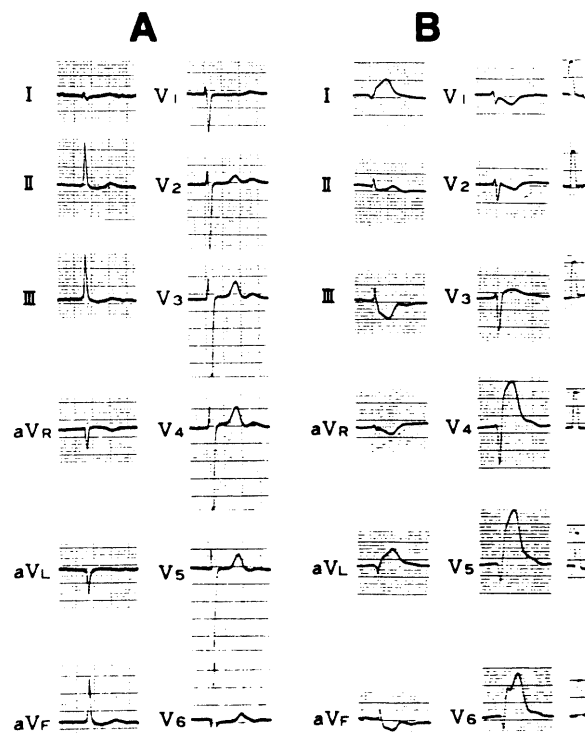 A B
I V1 I V1
II V2 II V2
III V3 III V3
aVR V4 aVR V4
aVL V5 aVL V5
aVF V6 aVF V6